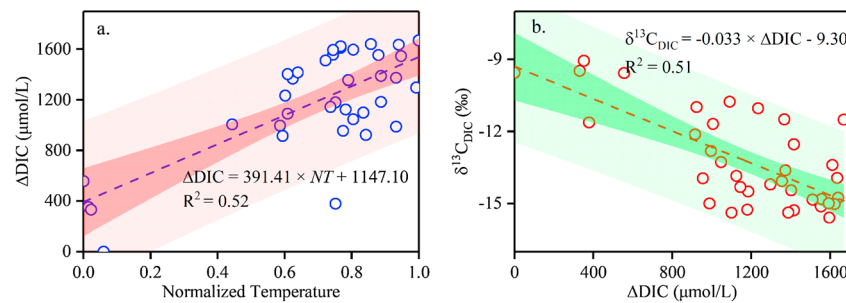 a.
1600
1200
800
400
0
ΔDIC (μmol/L)
ΔDIC = 391.41 × NT + 1147.10
R² = 0.52
0.0 0.2 0.4 0.6 0.8 1.0
Normalized Temperature
b.
δ¹³C_DIC = -0.033 × ΔDIC - 9.30
R² = 0.51
-9
-12
-15
δ¹³C_DIC (‰)
0 400 800 1200 1600
ΔDIC (μmol/L)